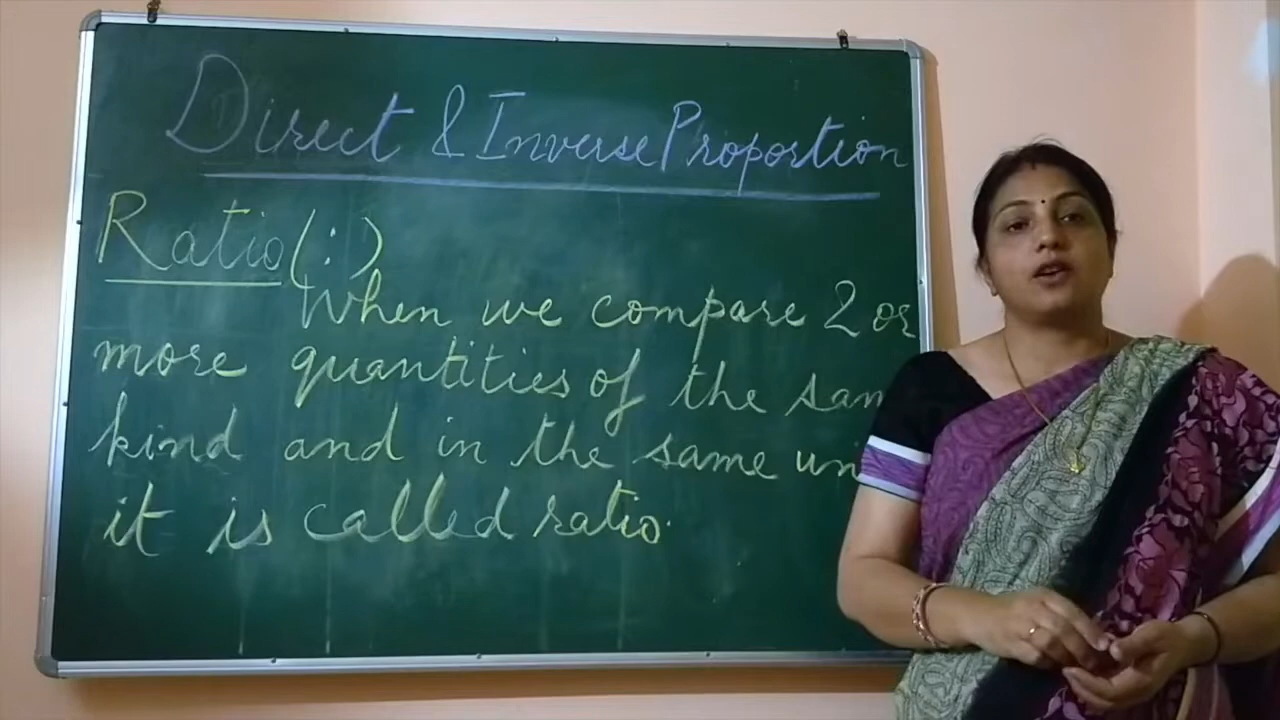 Direct & Inverse Proportion
Ratio (:)
When we compare 2 or
more quantities of the sam
kind and in the same un
it is called ratio.